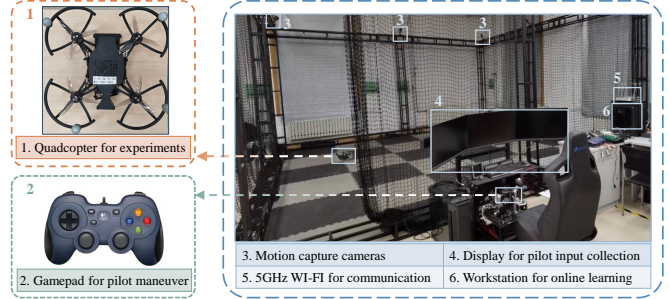 1
1. Quadcopter for experiments
2
2. Gamepad for pilot maneuver
3
3
3
4
5
6
3. Motion capture cameras
4. Display for pilot input collection
5. 5GHz WI-FI for communication
6. Workstation for online learning